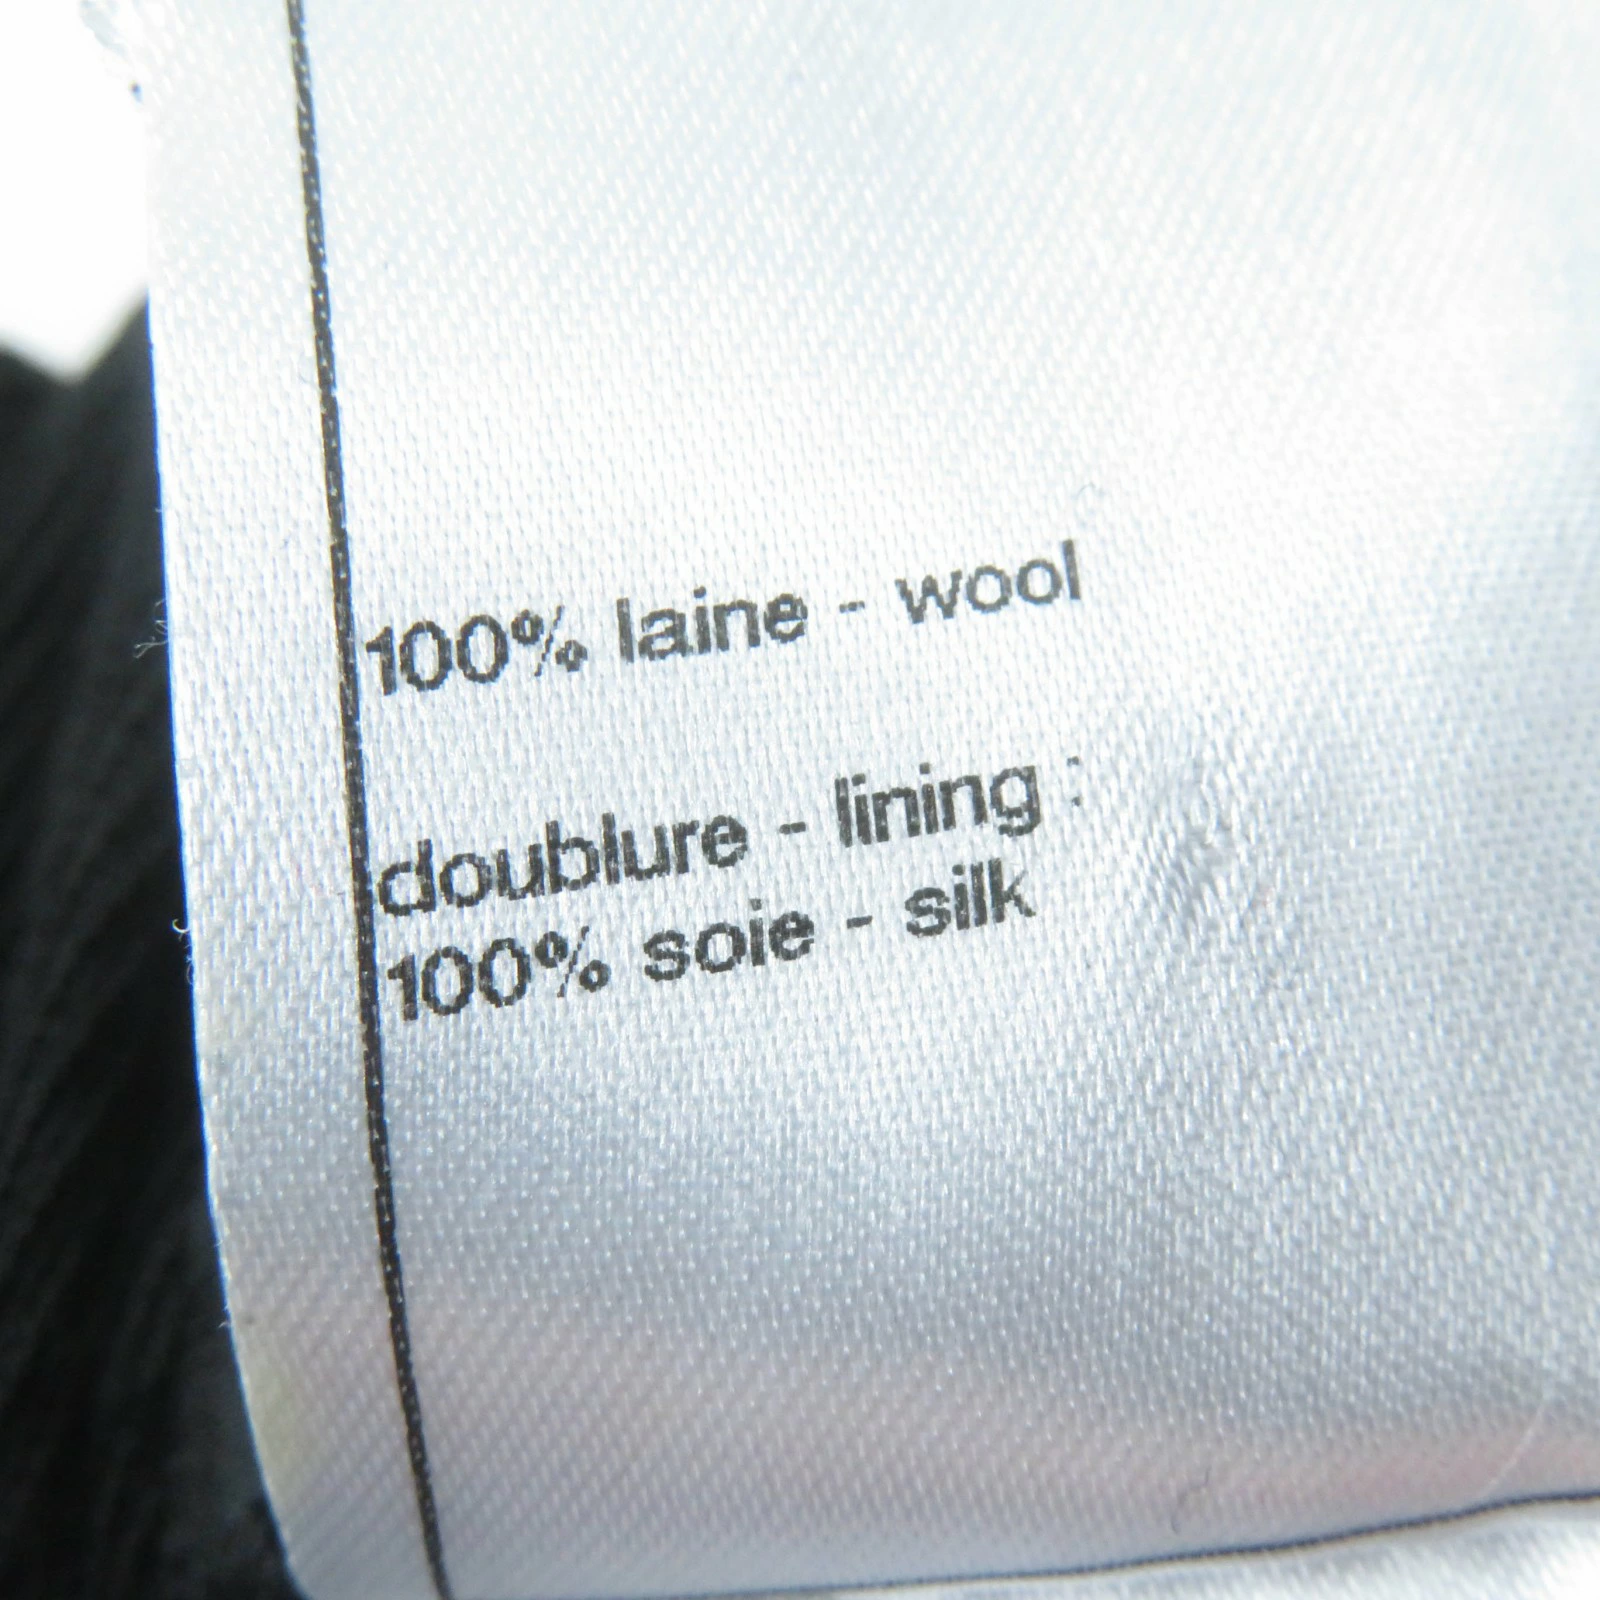 100% laine - wool
doublure - lining :
100% soie - silk